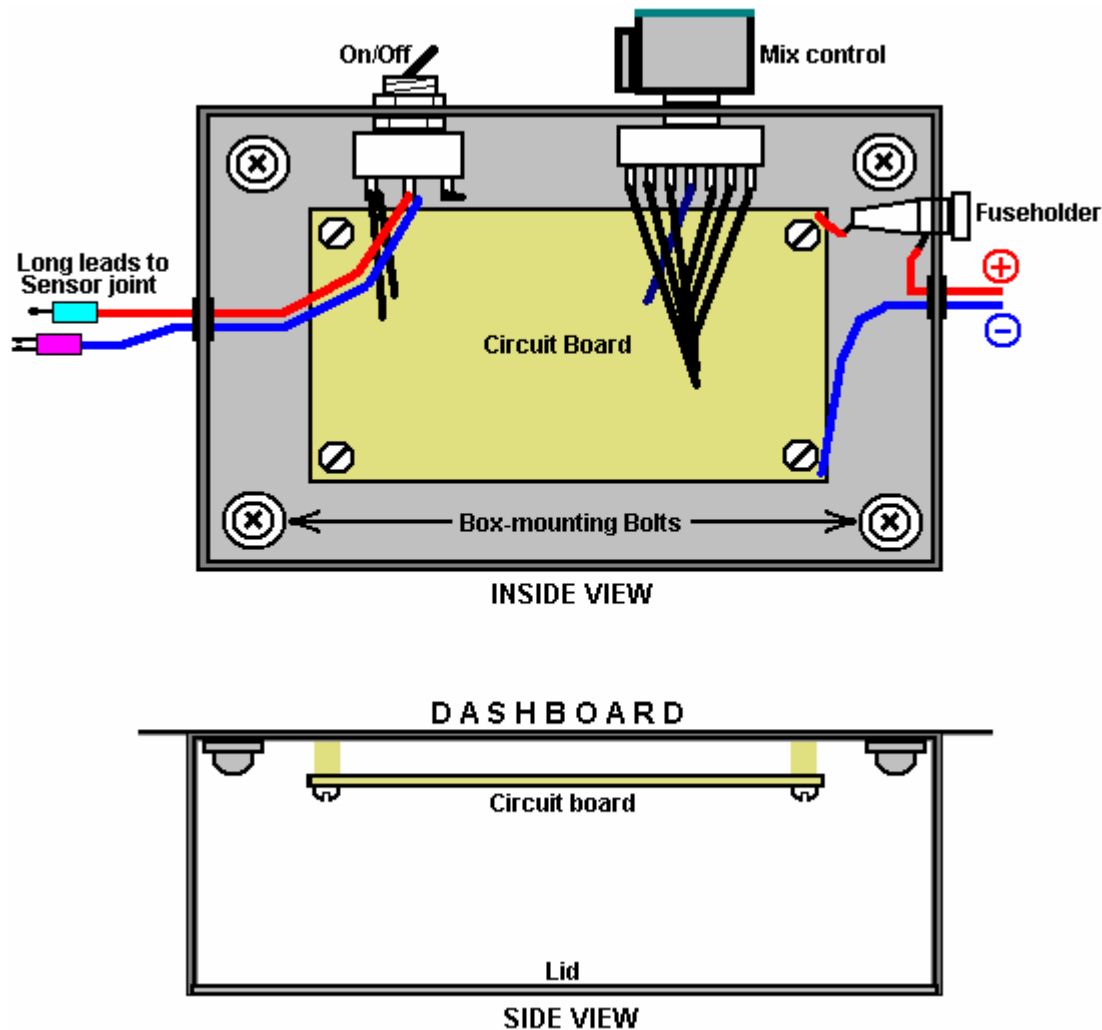 On/Off
Mix control
Fuseholder
Long leads to
Sensor joint
+
−
Circuit Board
Box-mounting Bolts
INSIDE VIEW
DASHBOARD
Circuit board
Lid
SIDE VIEW